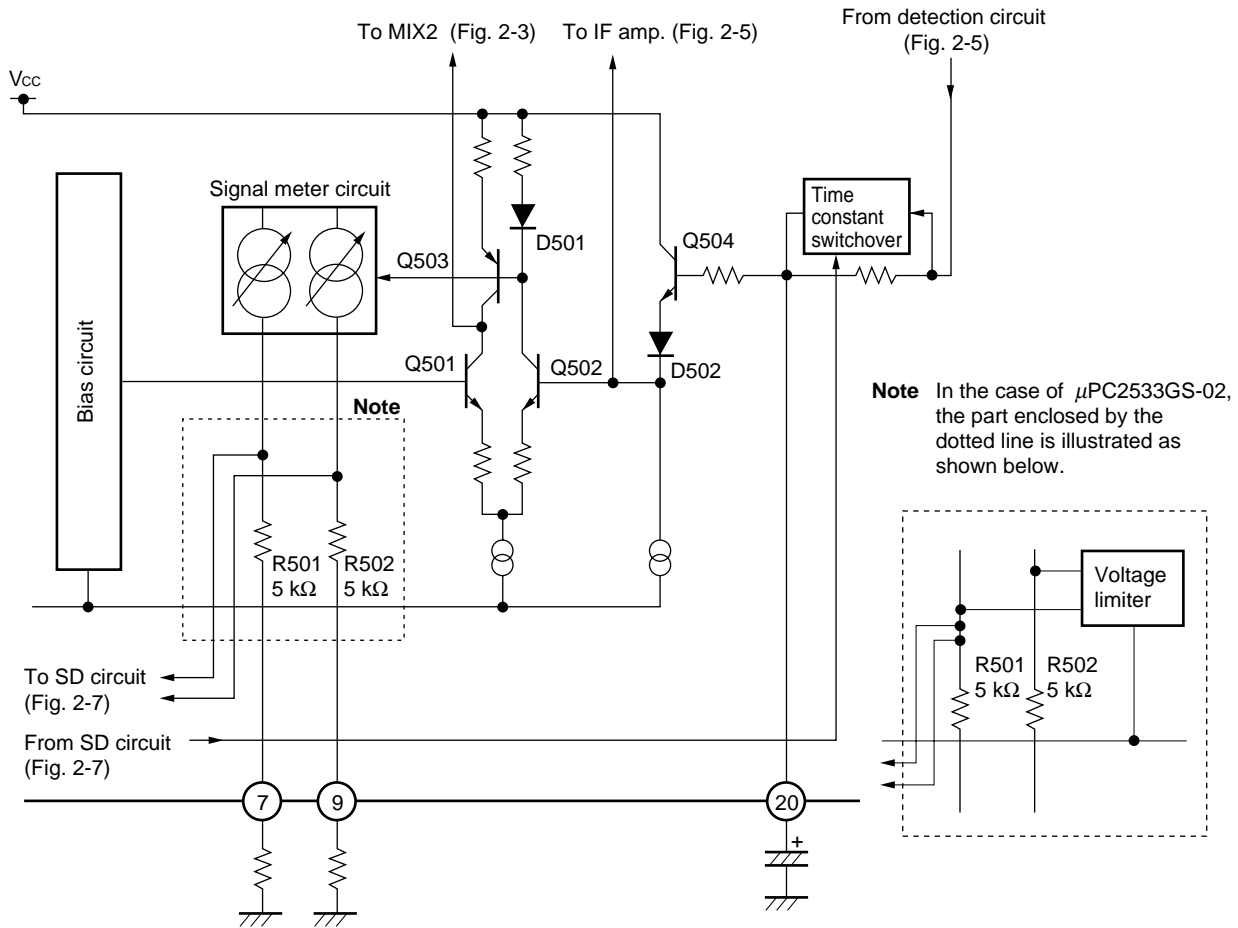 From detection circuit
(Fig. 2-5)
To MIX2 (Fig. 2-3)
To IF amp. (Fig. 2-5)
VCC
Signal meter circuit
Bias circuit
Time
constant
switchover
D501
Q504
Q503
Q501
Q502
D502
Note
Note In the case of μPC2533GS-02,
the part enclosed by the
dotted line is illustrated as
shown below.
R501
5 kΩ
R502
5 kΩ
Voltage
limiter
R501
5 kΩ
R502
5 kΩ
To SD circuit
(Fig. 2-7)
From SD circuit
(Fig. 2-7)
7
9
20
+